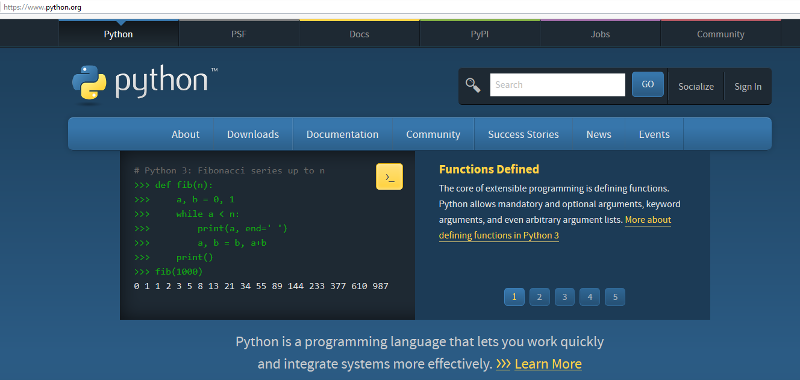 https://www.python.org
Python PSF Docs PyPI Jobs Community
python™
Search GO Socialize Sign In
About Downloads Documentation Community Success Stories News Events
# Python 3: Fibonacci series up to n
>>> def fib(n):
>>>     a, b = 0, 1
>>>     while a < n:
>>>         print(a, end=' ')
>>>         a, b = b, a+b
>>>     print()
>>> fib(1000)
0 1 1 2 3 5 8 13 21 34 55 89 144 233 377 610 987
>_
Functions Defined
The core of extensible programming is defining functions.
Python allows mandatory and optional arguments, keyword
arguments, and even arbitrary argument lists. More about
defining functions in Python 3
1 2 3 4 5
Python is a programming language that lets you work quickly
and integrate systems more effectively. >>> Learn More